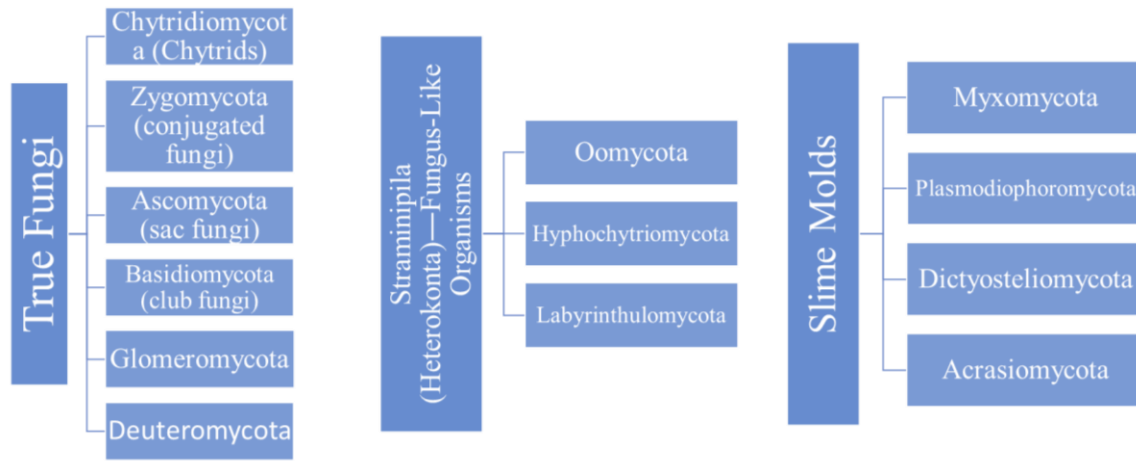 True Fungi
Chytridiomycot
a (Chytrids)
Zygomycota
(conjugated
fungi)
Ascomycota
(sac fungi)
Basidiomycota
(club fungi)
Glomeromycota
Deuteromycota
Straminipila
(Heterokonta)—Fungus-Like
Organisms
Oomycota
Hyphochytriomycota
Labyrinthulomycota
Slime Molds
Myxomycota
Plasmodiophoromycota
Dictyosteliomycota
Acrasiomycota